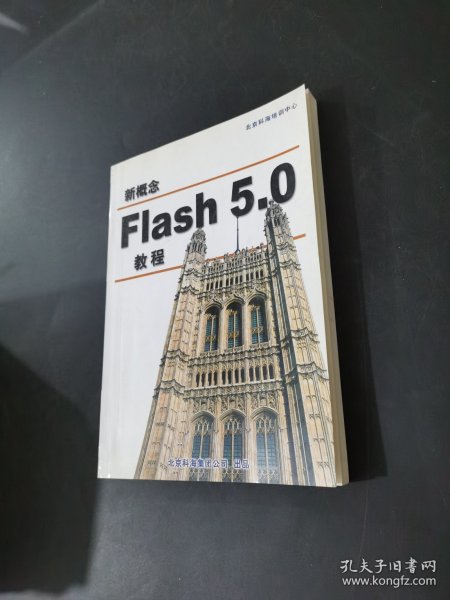 北京科海培训中心
新概念
Flash 5.0
教程
北京科海集团公司 出品
孔夫子旧书网
www.kongfz.com